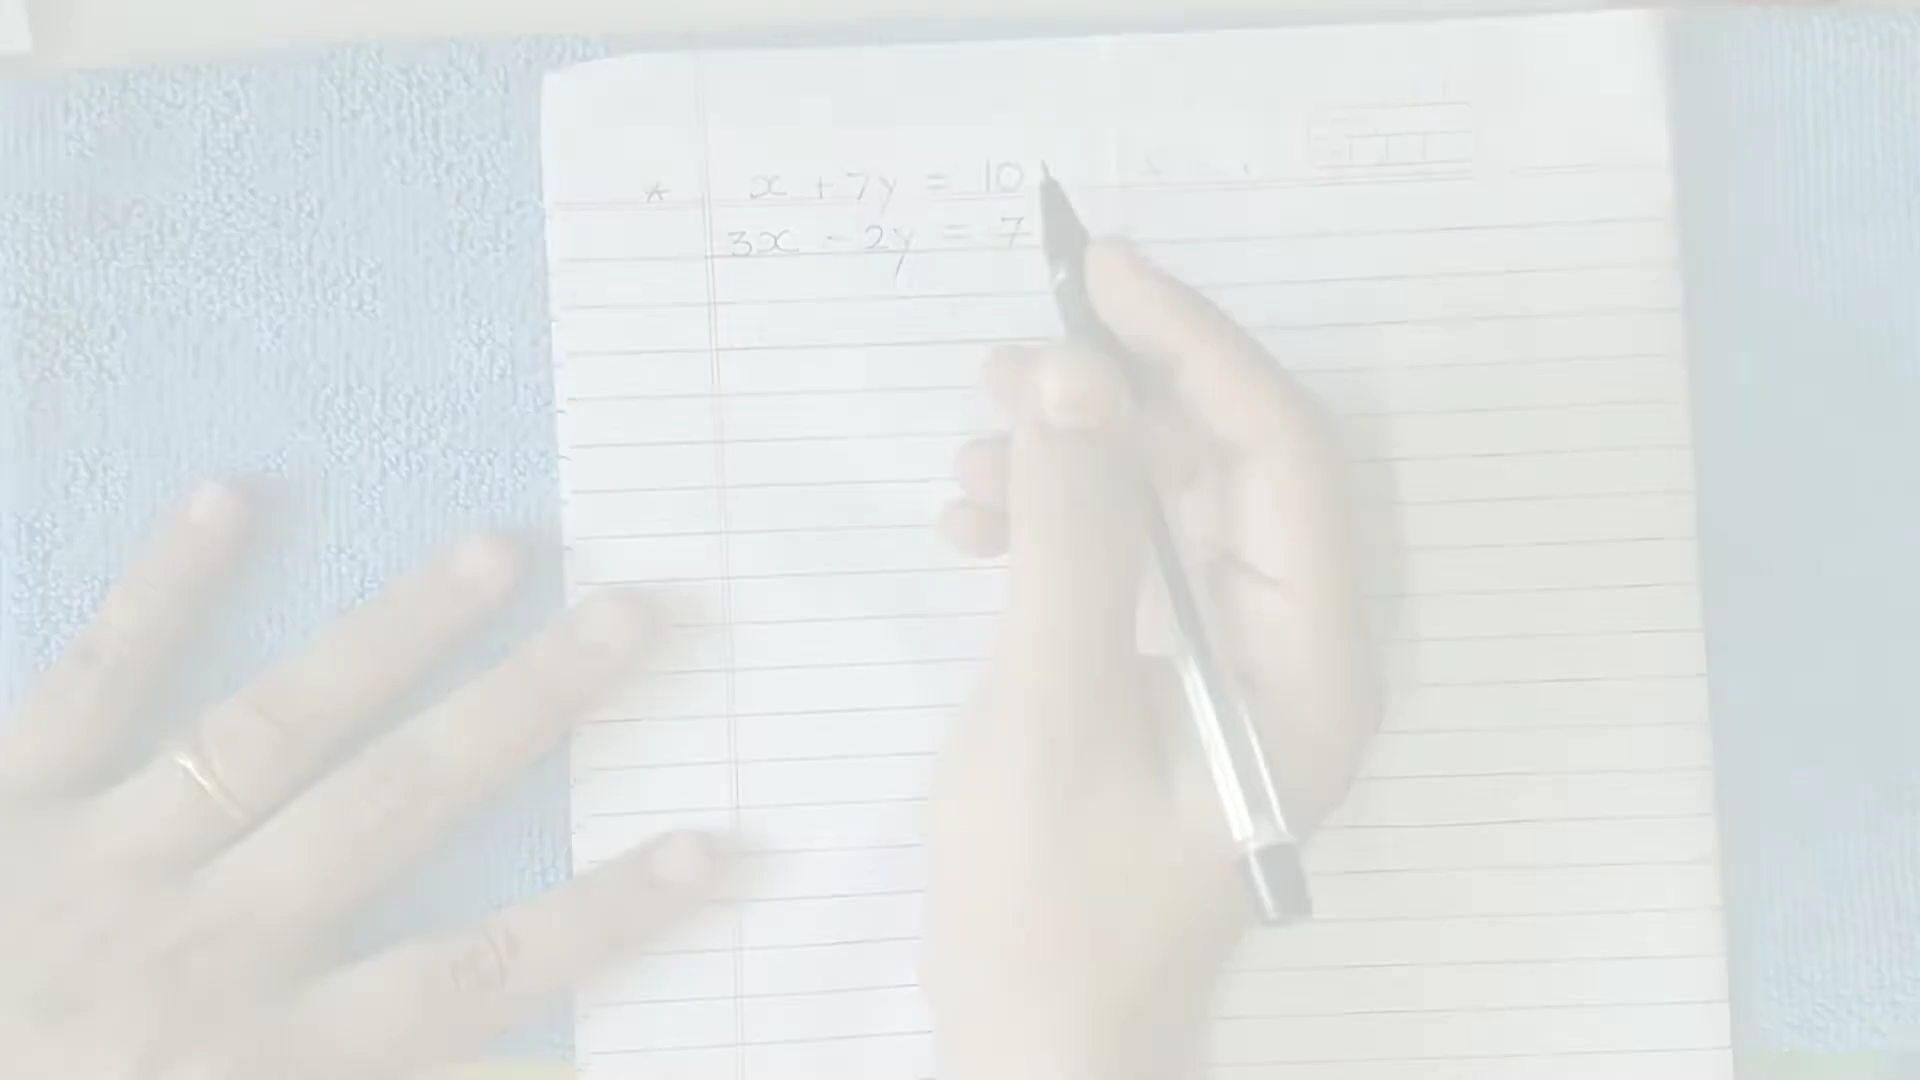 * x + 7y = 10
3x - 2y = 7